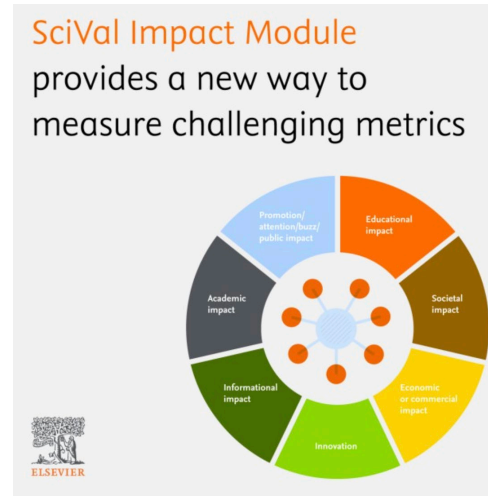 SciVal Impact Module
provides a new way to
measure challenging metrics
Promotion/
attention/buzz/
public impact
Educational
impact
Academic
impact
Societal
impact
Informational
impact
Economic
or commercial
impact
Innovation
ELSEVIER